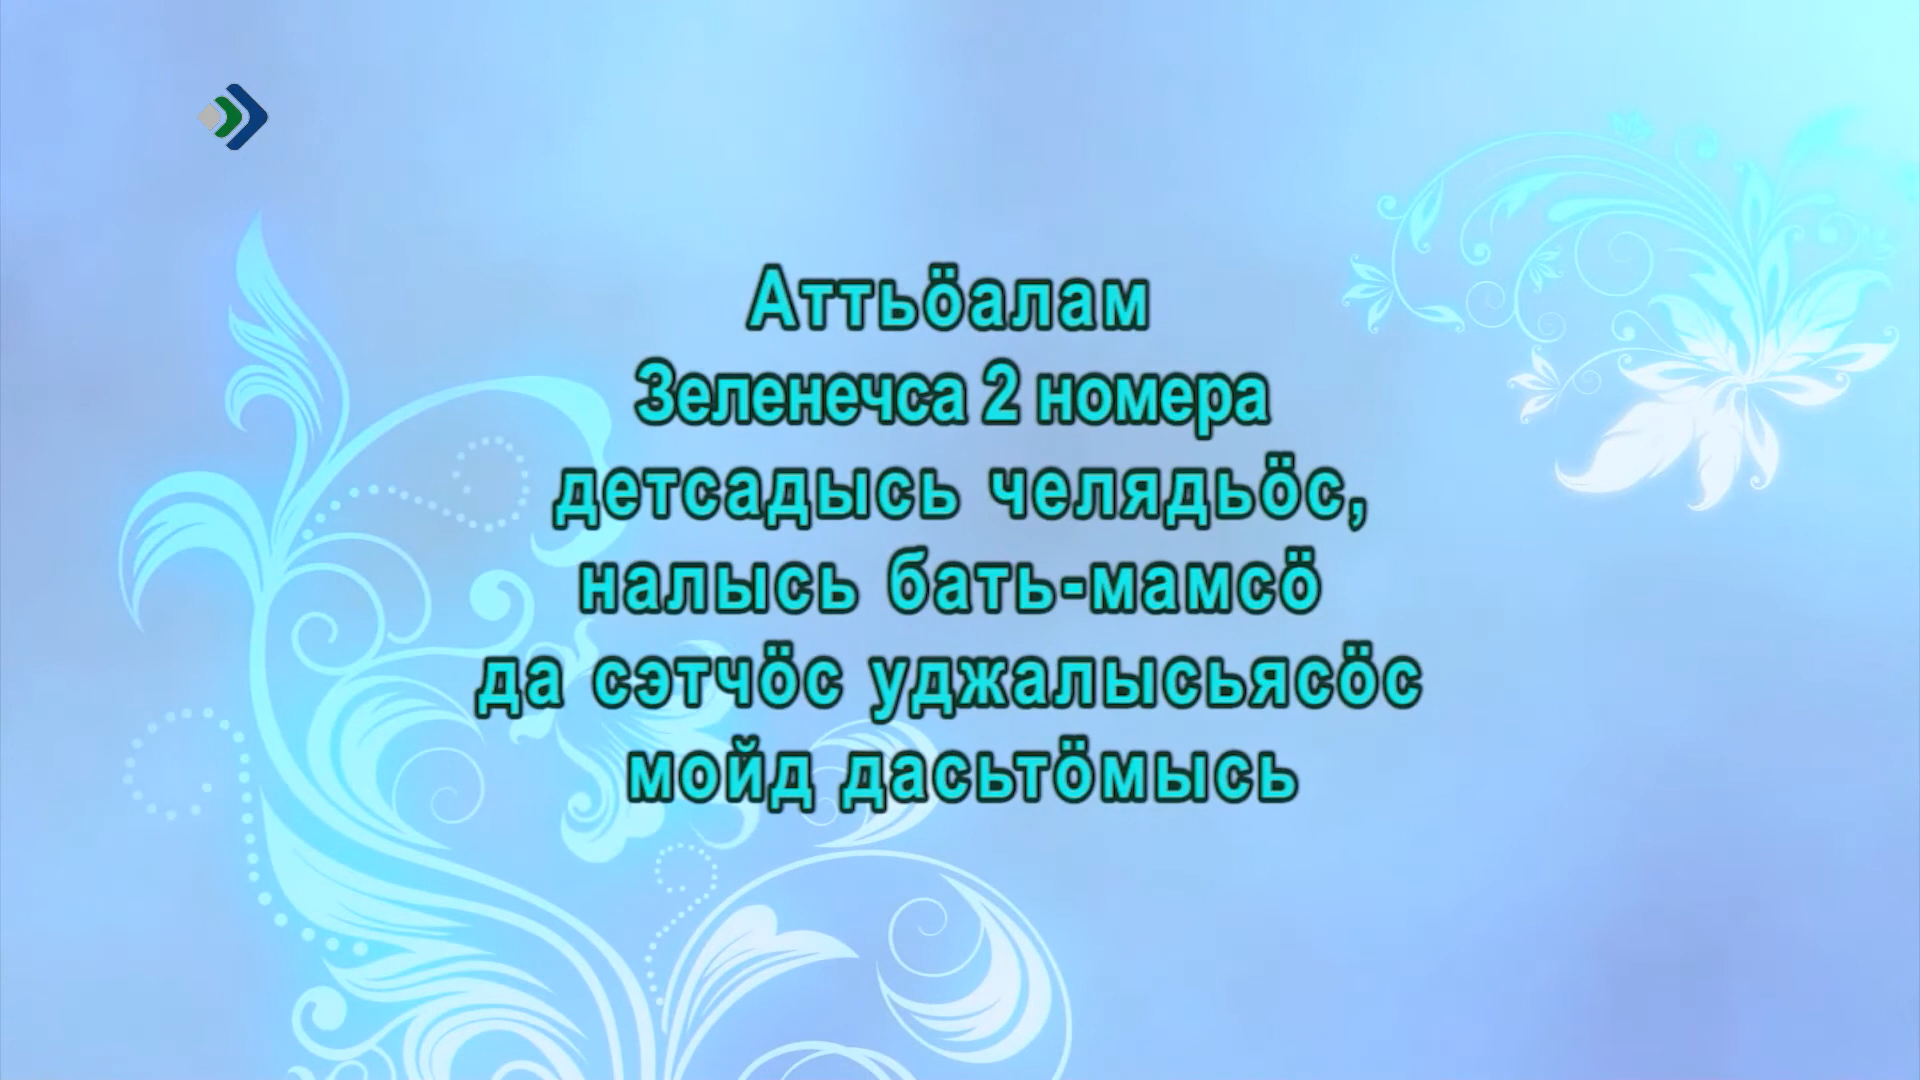 Аттьӧалам
Зеленечса 2 номера
детсадысь челядьӧс,
налысь бать-мамсӧ
да сэтчӧс уджалысьясӧс
мойд дасьтӧмысь